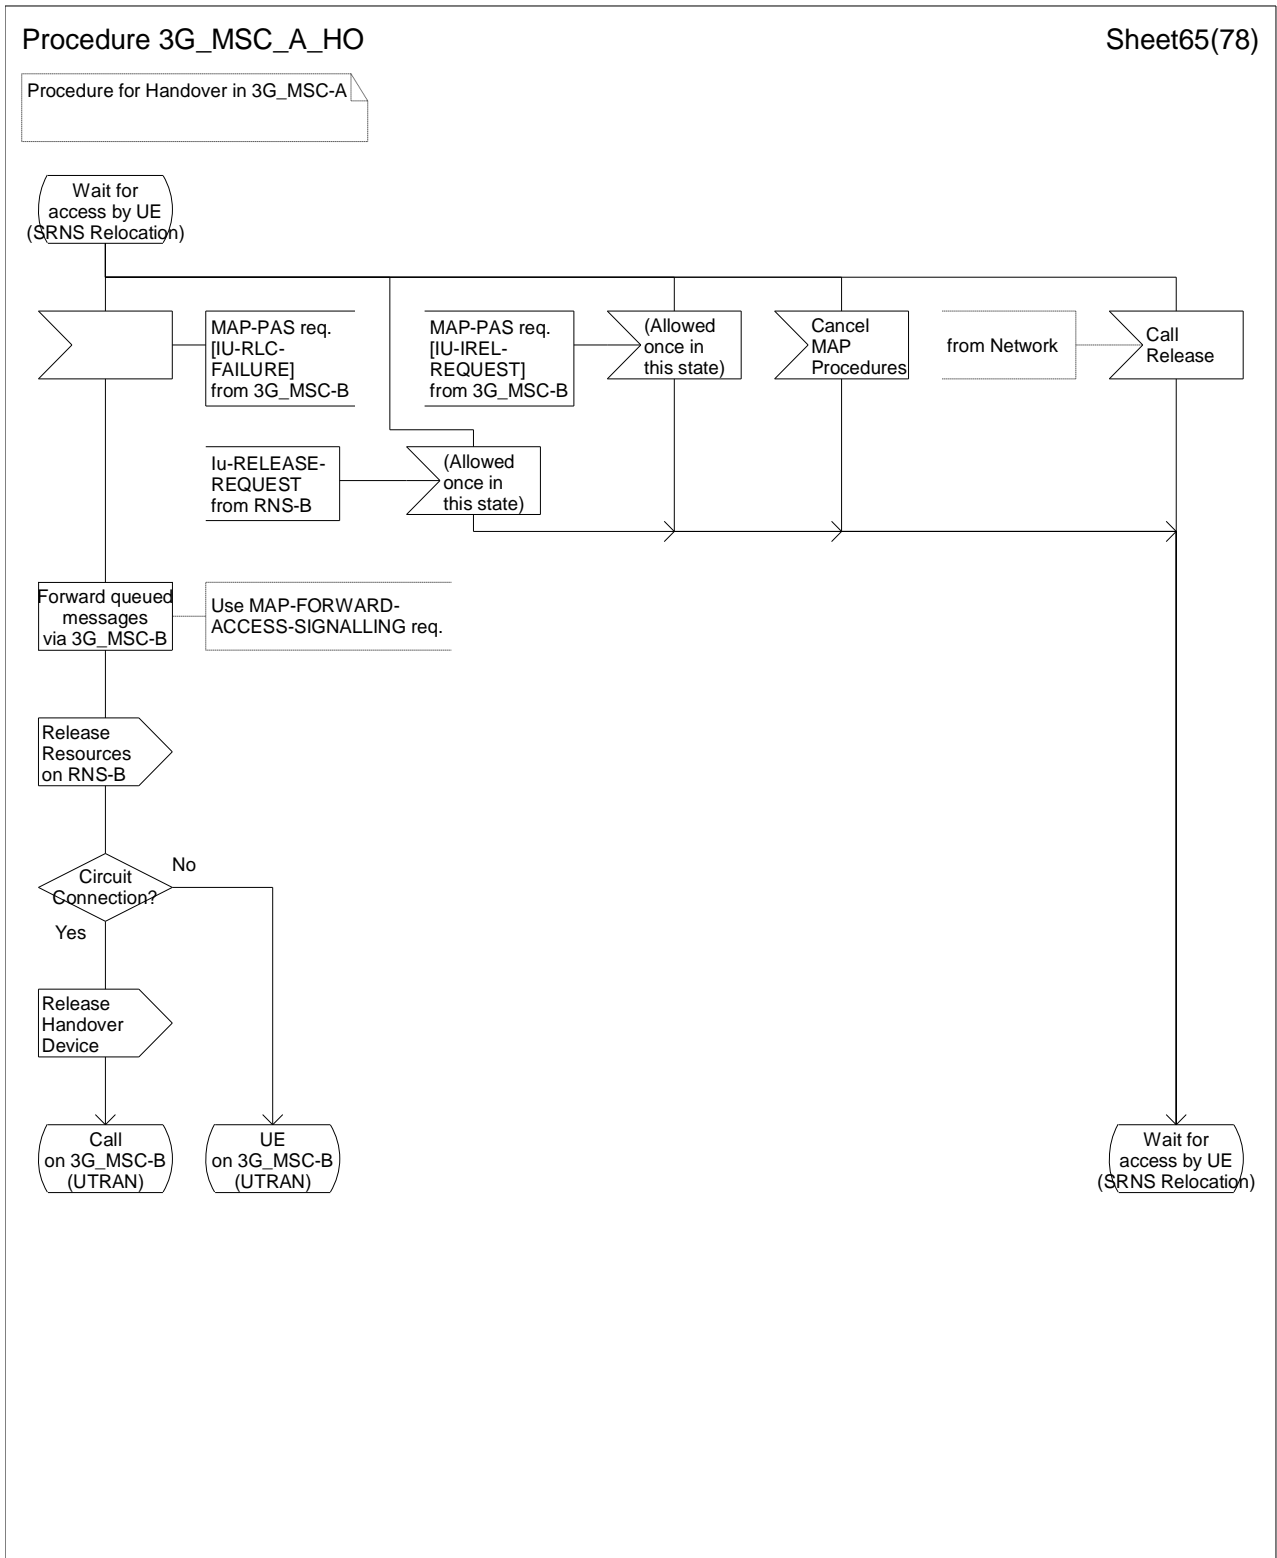 Procedure 3G_MSC_A_HO
Sheet65(78)
Procedure for Handover in 3G_MSC-A
Wait for
access by UE
(SRNS Relocation)
MAP-PAS req.
[IU-RLC-
FAILURE]
from 3G_MSC-B
MAP-PAS req.
[IU-IREL-
REQUEST]
from 3G_MSC-B
(Allowed
once in
this state)
Cancel
MAP
Procedures
from Network
Call
Release
Iu-RELEASE-
REQUEST
from RNS-B
(Allowed
once in
this state)
Forward queued
messages
via 3G_MSC-B
Use MAP-FORWARD-
ACCESS-SIGNALLING req.
Release
Resources
on RNS-B
Circuit
Connection?
No
Yes
Release
Handover
Device
Call
on 3G_MSC-B
(UTRAN)
UE
on 3G_MSC-B
(UTRAN)
Wait for
access by UE
(SRNS Relocation)